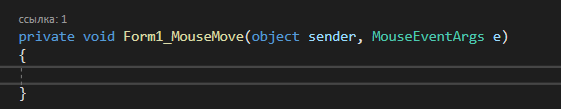 ссылка: 1
private void Form1_MouseMove(object sender, MouseEventArgs e)
{
}